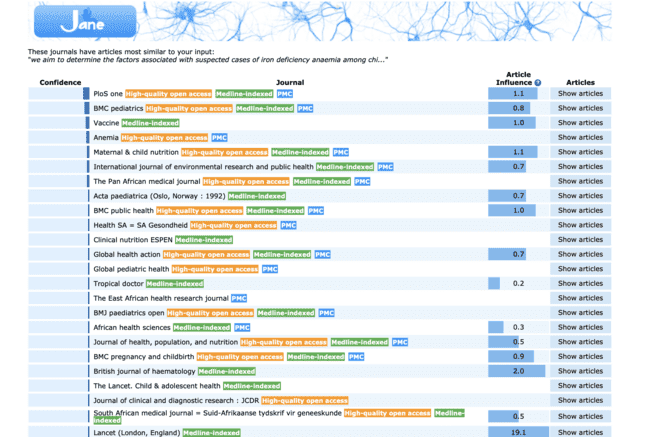 Jane
These journals have articles most similar to your input:
"we aim to determine the factors associated with suspected cases of iron deficiency anaemia among chi..."
Confidence Journal Article Influence ? Articles
PloS one High-quality open access Medline-indexed PMC 1.1 Show articles
BMC pediatrics High-quality open access Medline-indexed PMC 0.8 Show articles
Vaccine Medline-indexed 1.0 Show articles
Anemia High-quality open access PMC Show articles
Maternal & child nutrition High-quality open access Medline-indexed PMC 1.1 Show articles
International journal of environmental research and public health Medline-indexed PMC 0.7 Show articles
The Pan African medical journal High-quality open access Medline-indexed PMC Show articles
Acta paediatrica (Oslo, Norway : 1992) Medline-indexed 0.7 Show articles
BMC public health High-quality open access Medline-indexed PMC 1.0 Show articles
Health SA = SA Gesondheid High-quality open access PMC Show articles
Clinical nutrition ESPEN Medline-indexed Show articles
Global health action High-quality open access Medline-indexed PMC 0.7 Show articles
Global pediatric health High-quality open access PMC Show articles
Tropical doctor Medline-indexed 0.2 Show articles
The East African health research journal PMC Show articles
BMJ paediatrics open High-quality open access Medline-indexed PMC Show articles
African health sciences Medline-indexed PMC 0.3 Show articles
Journal of health, population, and nutrition High-quality open access Medline-indexed PMC 0.5 Show articles
BMC pregnancy and childbirth High-quality open access Medline-indexed PMC 0.9 Show articles
British journal of haematology Medline-indexed 2.0 Show articles
The Lancet. Child & adolescent health Medline-indexed Show articles
Journal of clinical and diagnostic research : JCDR High-quality open access Show articles
South African medical journal = Suid-Afrikaanse tydskrif vir geneeskunde High-quality open access Medline-
indexed 0.5 Show articles
Lancet (London, England) Medline-indexed 19.1 Show articles